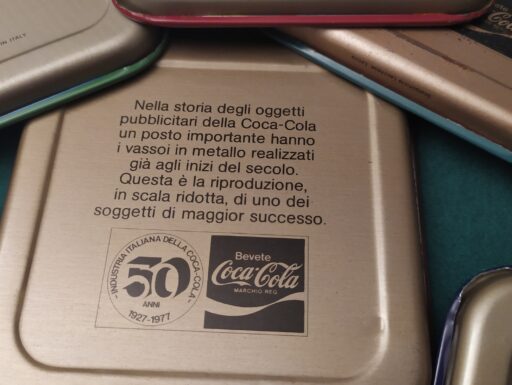 IN ITALY
Nella storia degli oggetti
pubblicitari della Coca-Cola
un posto importante hanno
i vassoi in metallo realizzati
già agli inizi del secolo.
Questa è la riproduzione,
in scala ridotta, di uno dei
soggetti di maggior successo.
INDUSTRIA ITALIANA DELLA COCA-COLA
50
ANNI
1927-1977
Bevete
Coca-Cola
MARCHIO REG